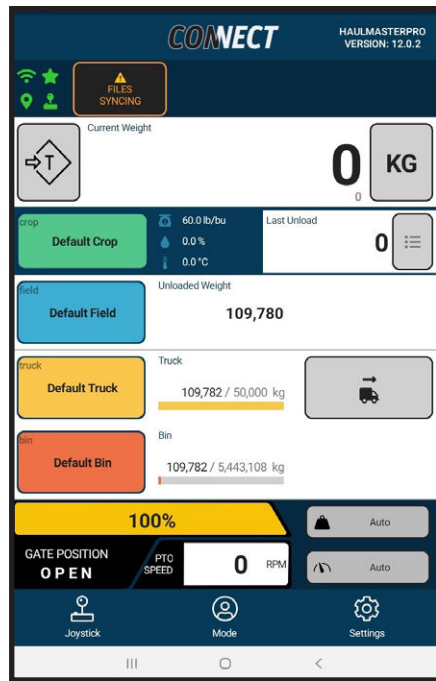 CONNECT
HAULMASTERPRO
VERSION: 12.0.2
FILES
SYNCING
Current Weight
T
0
0
KG
crop
Default Crop
60.0 lb/bu
0.0 %
0.0 °C
Last Unload
0
field
Default Field
Unloaded Weight
109,780
truck
Default Truck
Truck
109,782 / 50,000 kg
bin
Default Bin
Bin
109,782 / 5,443,108 kg
100%
Auto
GATE POSITION
OPEN
PTO
SPEED
0
RPM
Auto
Joystick
Mode
Settings